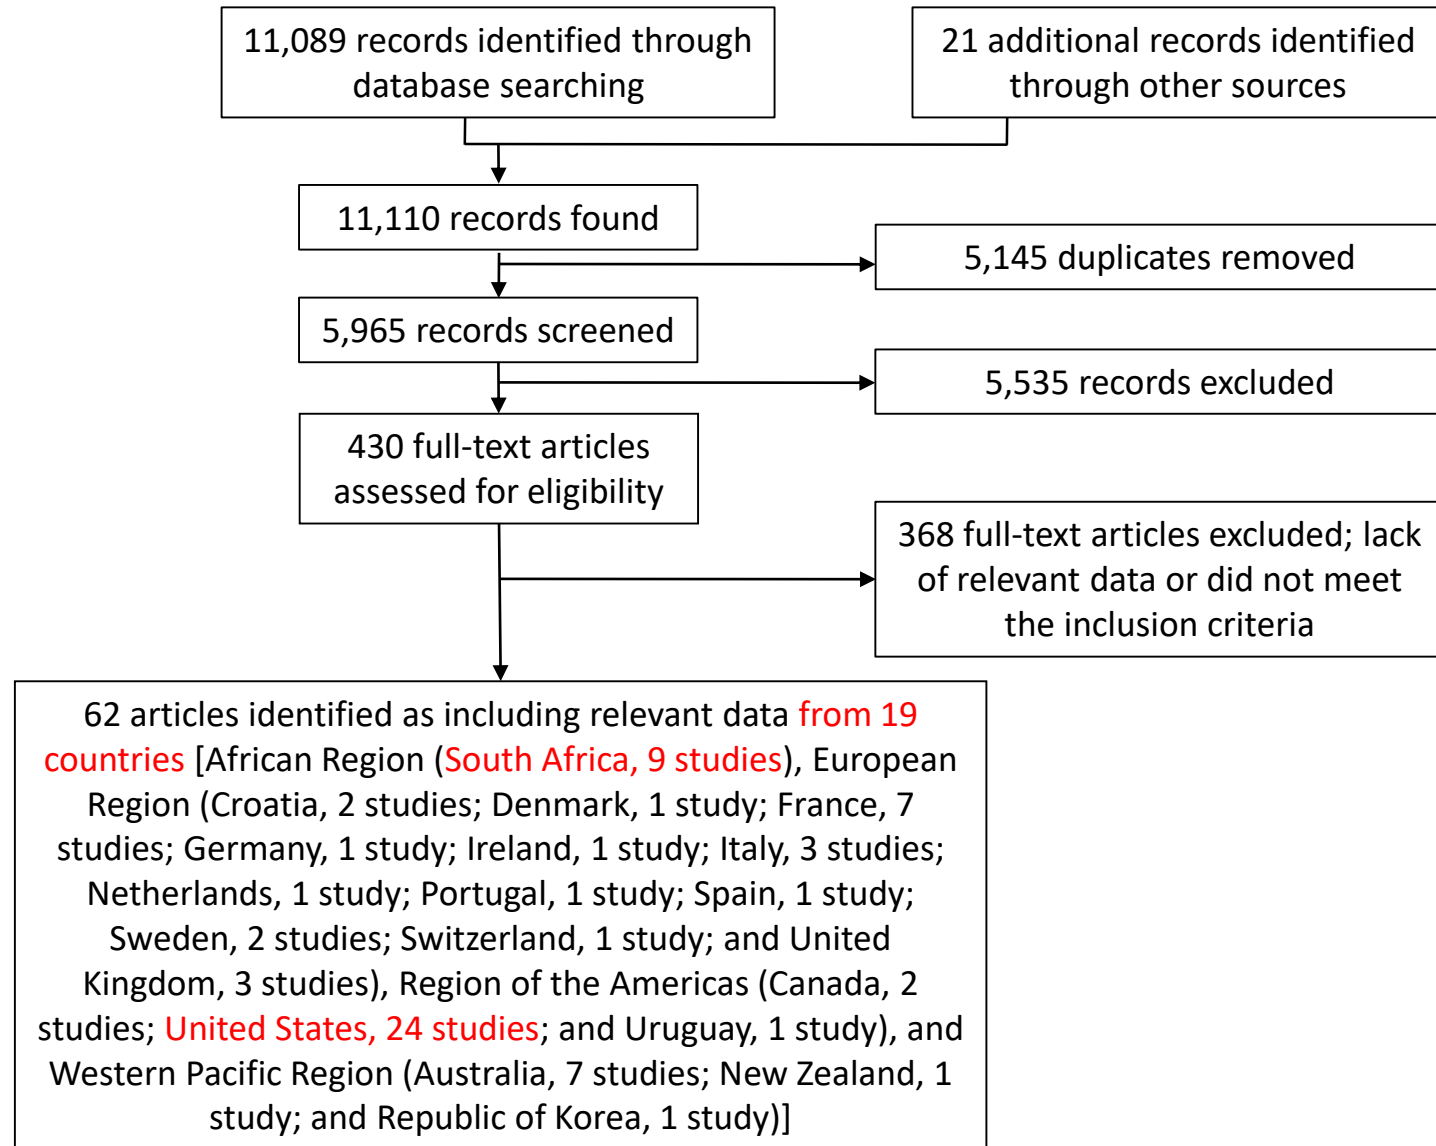 11,089 records identified through
database searching
21 additional records identified
through other sources
11,110 records found
5,145 duplicates removed
5,965 records screened
5,535 records excluded
430 full-text articles
assessed for eligibility
368 full-text articles excluded; lack
of relevant data or did not meet
the inclusion criteria
62 articles identified as including relevant data from 19
countries [African Region (South Africa, 9 studies), European
Region (Croatia, 2 studies; Denmark, 1 study; France, 7
studies; Germany, 1 study; Ireland, 1 study; Italy, 3 studies;
Netherlands, 1 study; Portugal, 1 study; Spain, 1 study;
Sweden, 2 studies; Switzerland, 1 study; and United
Kingdom, 3 studies), Region of the Americas (Canada, 2
studies; United States, 24 studies; and Uruguay, 1 study), and
Western Pacific Region (Australia, 7 studies; New Zealand, 1
study; and Republic of Korea, 1 study)]